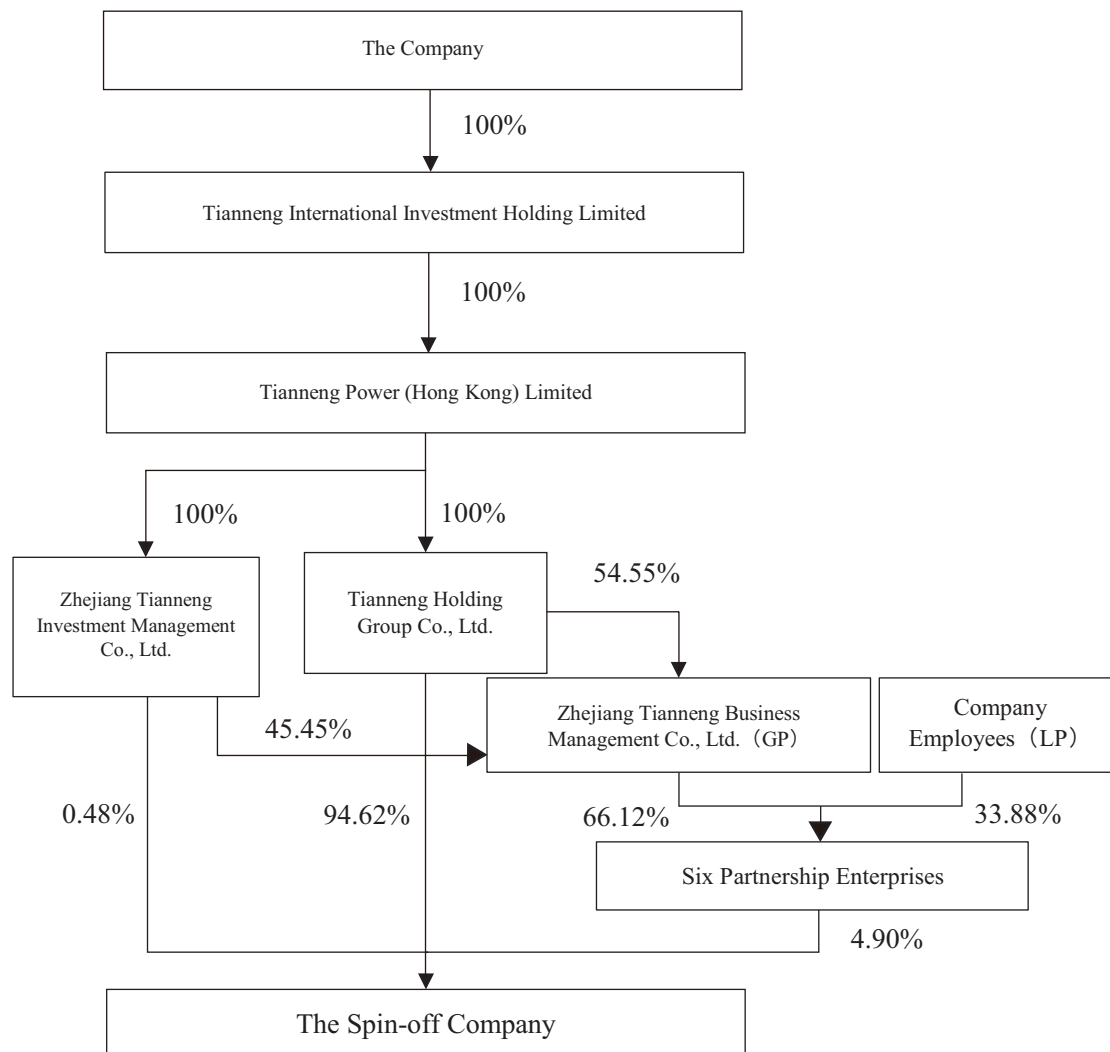 The Company
100%
Tianneng International Investment Holding Limited
100%
Tianneng Power (Hong Kong) Limited
100%
100%
Zhejiang Tianneng
Investment Management
Co., Ltd.
Tianneng Holding
Group Co., Ltd.
54.55%
45.45%
Zhejiang Tianneng Business
Management Co., Ltd.（GP）
Company
Employees（LP）
0.48%
94.62%
66.12%
33.88%
Six Partnership Enterprises
4.90%
The Spin-off Company